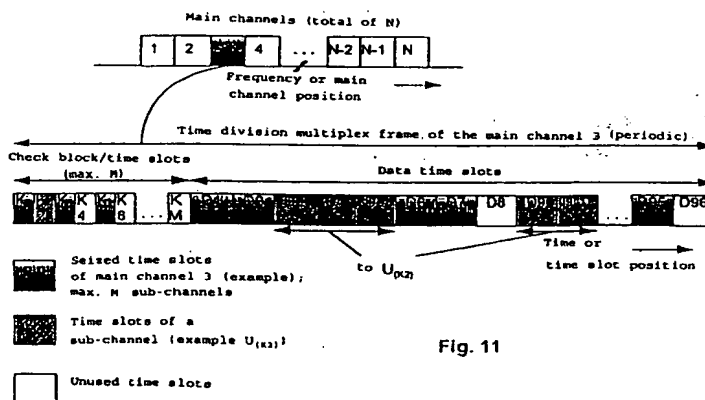 Main channels (total of N)
1 2 4 ... N-2 N-1 N
Frequency or main
channel position
Time division multiplex frame of the main channel 3 (periodic)
Check block/time slots
(max. M)
Data time slots
K 4 K 6 ... K M D8 ... D96
to U(K2)
Time or
time slot position
Seized time slots
of main channel 3 (example);
max. M sub-channels
Time slots of a
sub-channel (example U(K2))
Unused time slots
Fig. 11